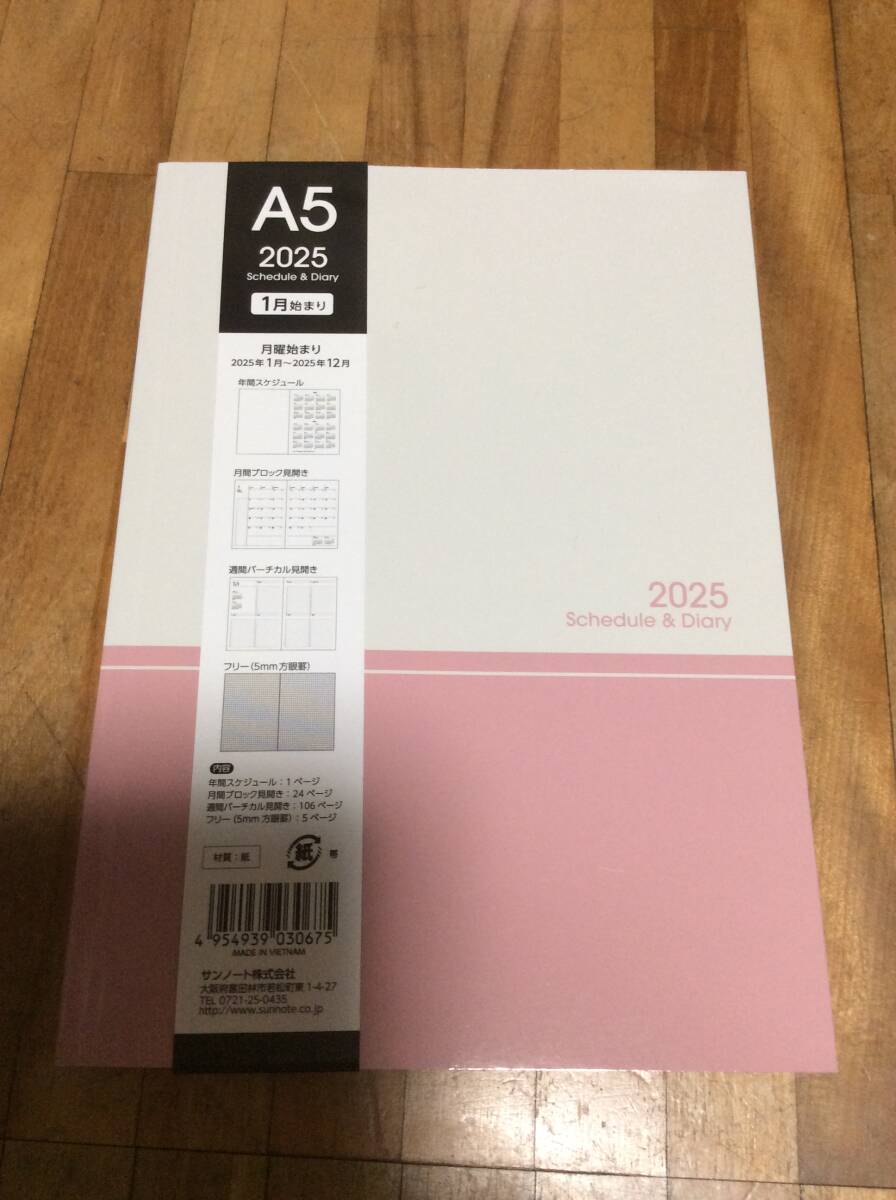 A5
2025
Schedule & Diary
1月始まり
月曜始まり
2025年1月～2025年12月
年間スケジュール
月間ブロック見開き
週間バーチカル見開き
フリー(5mm方眼罫)
内容
年間スケジュール：1ページ
月間ブロック見開き：24ページ
週間バーチカル見開き：106ページ
フリー(5mm方眼罫)：5ページ
材質：紙
紙
帯
4 954939 030675
MADE IN VIETNAM
サンノート株式会社
大阪府富田林市若松町東1-4-27
TEL 0721-25-0435
http://www.sunnote.co.jp
2025
Schedule & Diary